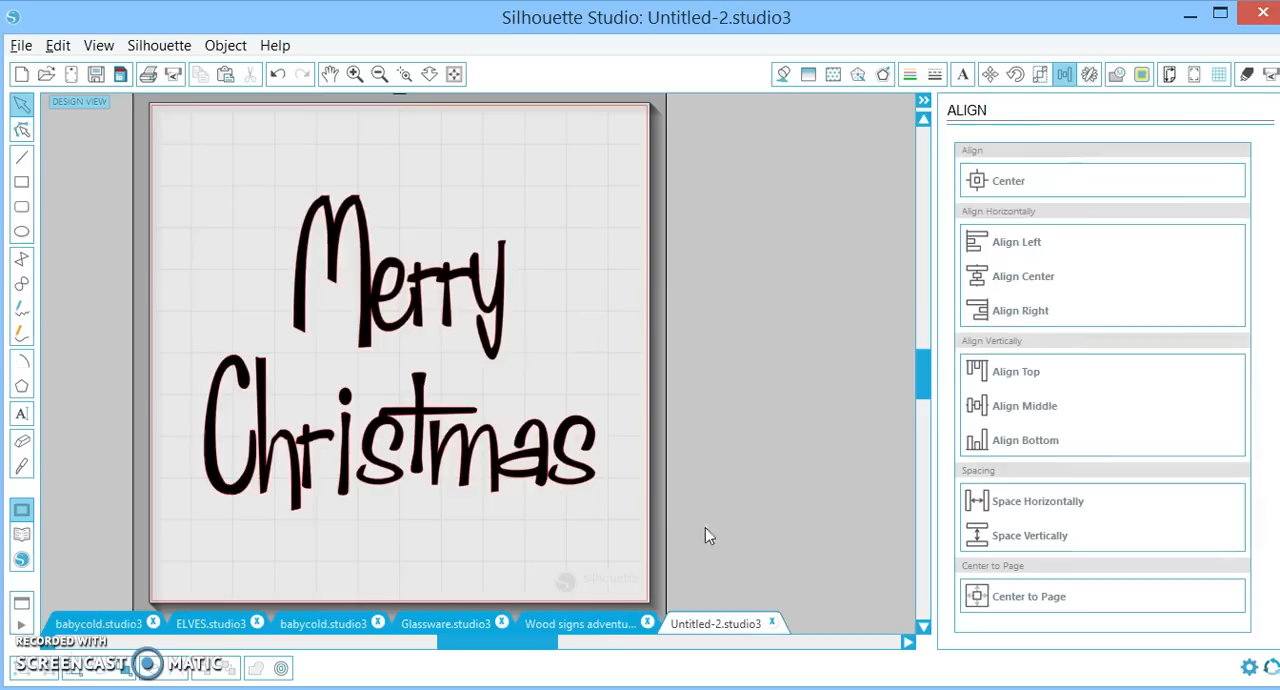 Silhouette Studio: Untitled-2.studio3
File Edit View Silhouette Object Help
DESIGN VIEW
ALIGN
Align
Center
Align Horizontally
Align Left
Align Center
Align Right
Align Vertically
Align Top
Align Middle
Align Bottom
Spacing
Space Horizontally
Space Vertically
Center to Page
Center to Page
Merry
Christmas
silhouette
babycold.studio3 ELVES.studio3 babycold.studio3 Glassware.studio3 Wood signs adventu... Untitled-2.studio3
RECORDED WITH
SCREENCAST MATIC